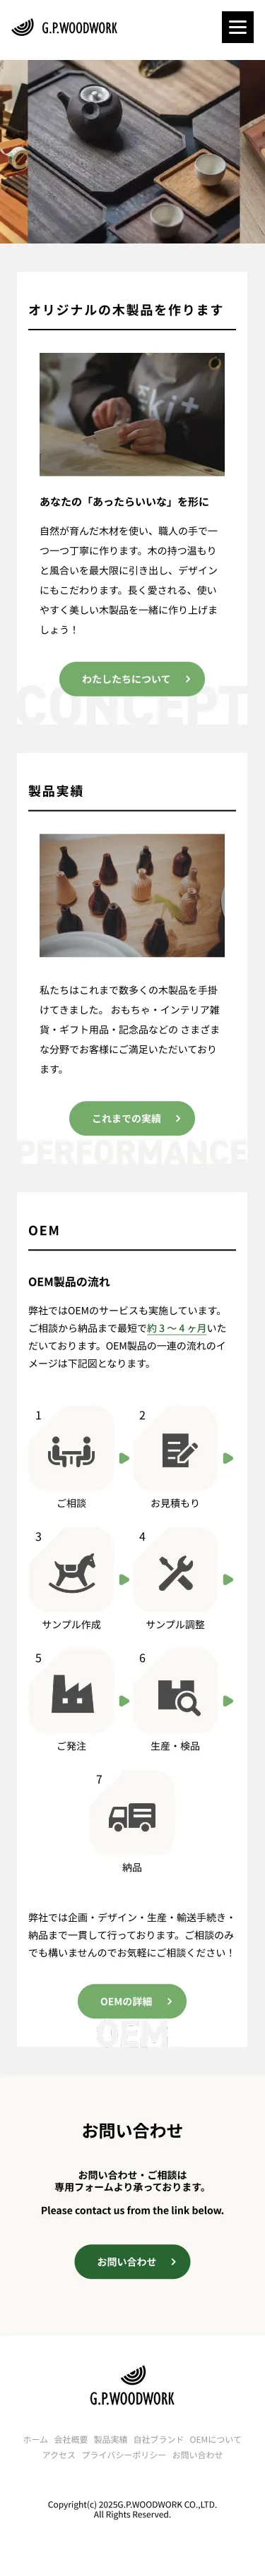 G.P.WOODWORK
オリジナルの木製品を作ります
あなたの「あったらいいな」を形に
自然が育んだ木材を使い、職人の手で一
つ一つ丁寧に作ります。木の持つ温もり
と風合いを最大限に引き出し、デザイン
にもこだわります。長く愛される、使い
やすく美しい木製品を一緒に作り上げま
しょう！
わたしたちについて
CONCEPT
製品実績
私たちはこれまで数多くの木製品を手掛
けてきました。 おもちゃ・インテリア雑
貨・ギフト用品・記念品などの さまざま
な分野でお客様にご満足いただいており
ます。
これまでの実績
PERFORMANCE
OEM
OEM製品の流れ
弊社ではOEMのサービスも実施しています。
ご相談から納品まで最短で約３〜４ヶ月いた
だいております。OEM製品の一連の流れのイ
メージは下記図となります。
1
2
ご相談
お見積もり
3
4
サンプル作成
サンプル調整
5
6
ご発注
生産・検品
7
納品
弊社では企画・デザイン・生産・輸送手続き・
納品まで一貫して行っております。ご相談のみ
でも構いませんのでお気軽にご相談ください！
OEMの詳細
OEM
お問い合わせ
お問い合わせ・ご相談は
専用フォームより承っております。
Please contact us from the link below.
お問い合わせ
G.P.WOODWORK
ホーム 会社概要 製品実績 自社ブランド OEMについて
アクセス プライバシーポリシー お問い合わせ
Copyright(c) 2025G.P.WOODWORK CO.,LTD.
All Rights Reserved.